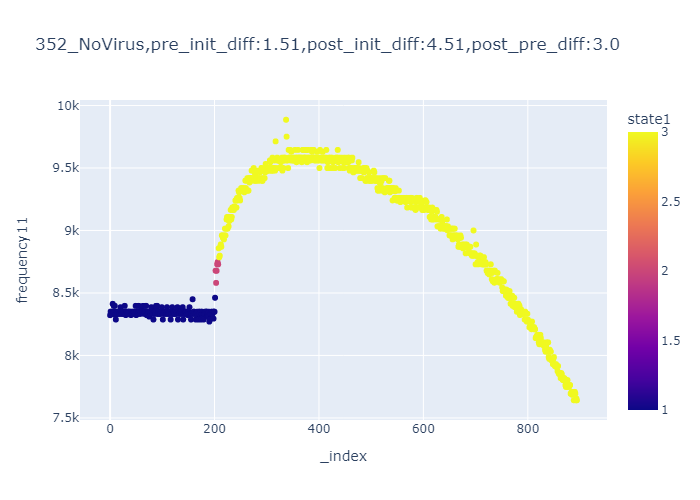 352_NoVirus,pre_init_diff:1.51,post_init_diff:4.51,post_pre_diff:3.0
state1
10k
9.5k
9k
8.5k
8k
7.5k
frequency11
0
200
400
600
800
_index
3
2.5
2
1.5
1